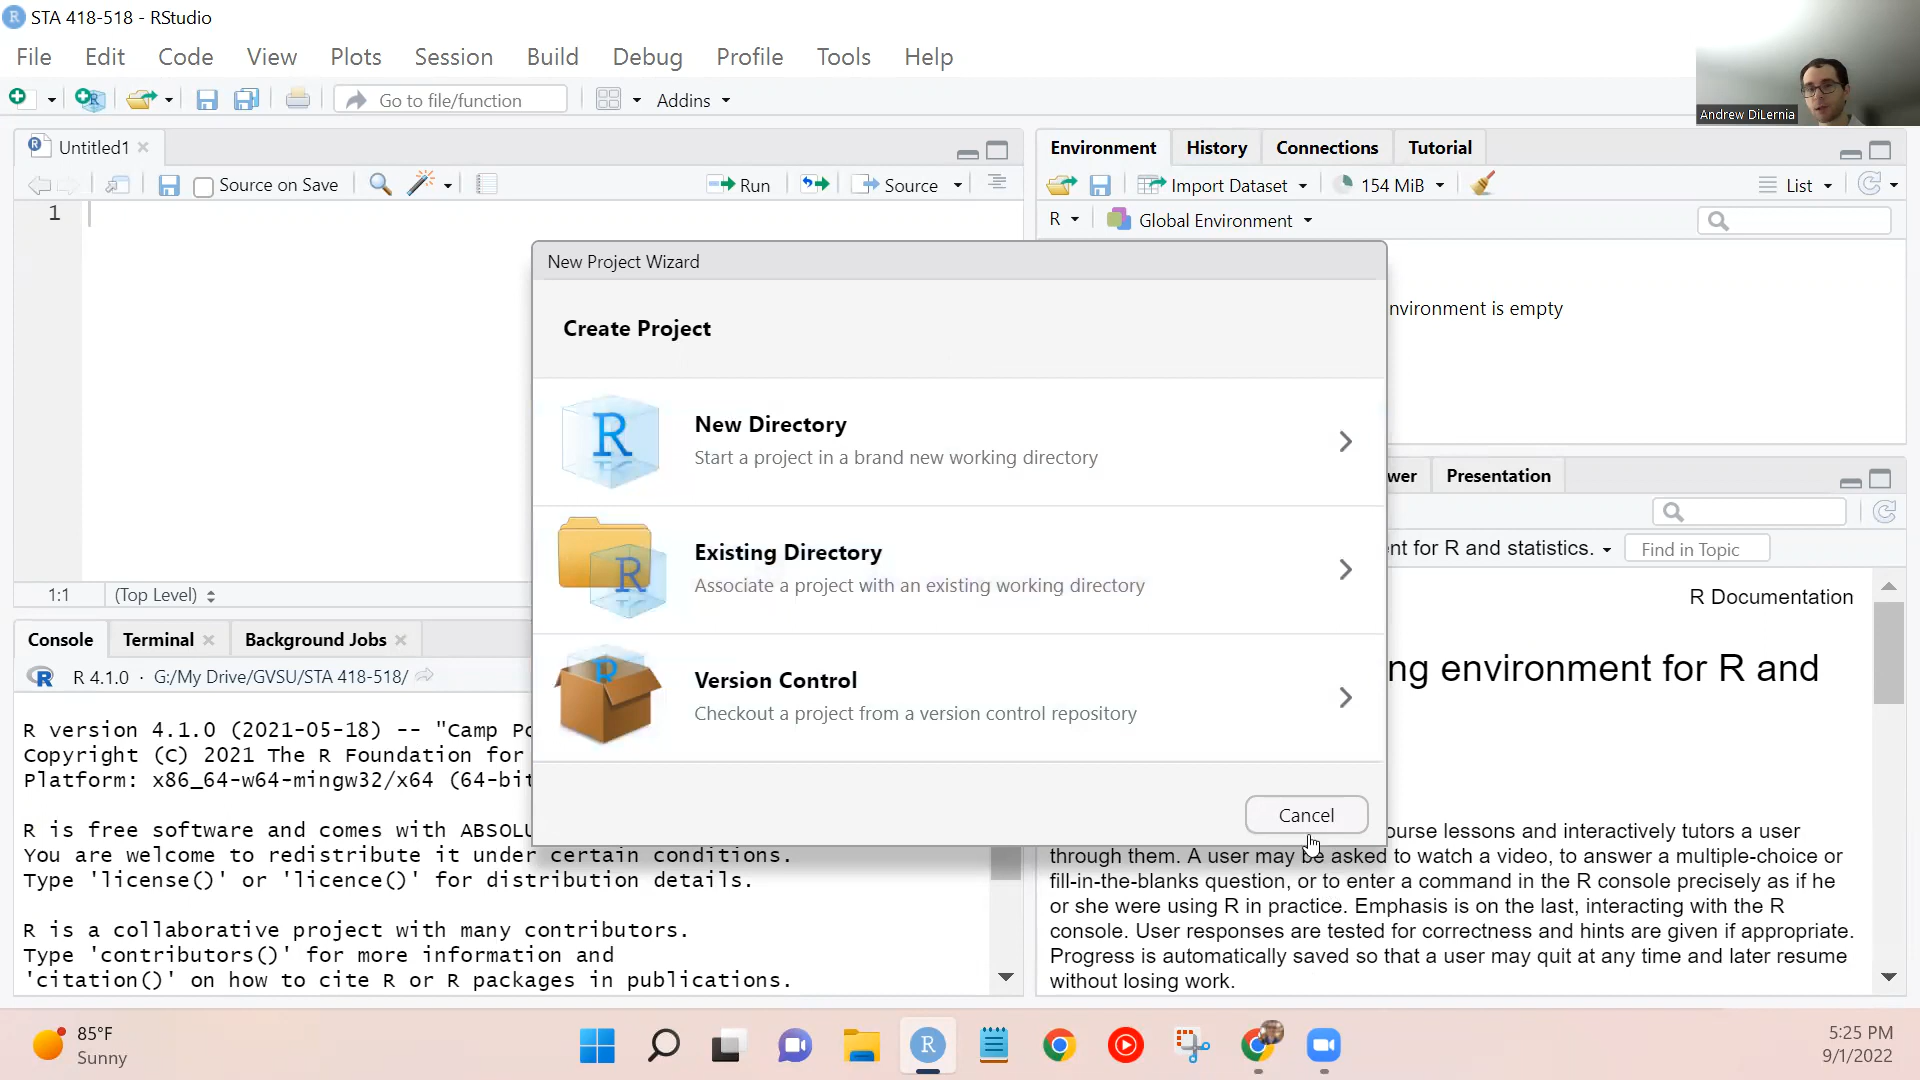 STA 418-518 - RStudio
File Edit Code View Plots Session Build Debug Profile Tools Help
Go to file/function Addins
Andrew DiLernia
Untitled1
Source on Save Run Source
1
1:1 (Top Level)
Environment History Connections Tutorial
Import Dataset 154 MiB List
R Global Environment
nvironment is empty
New Project Wizard
Create Project
New Directory
Start a project in a brand new working directory
Existing Directory
Associate a project with an existing working directory
Version Control
Checkout a project from a version control repository
Cancel
Console Terminal Background Jobs
R 4.1.0 · G:/My Drive/GVSU/STA 418-518/
R version 4.1.0 (2021-05-18) -- "Camp Po
Copyright (C) 2021 The R Foundation for
Platform: x86_64-w64-mingw32/x64 (64-bit
R is free software and comes with ABSOLU
You are welcome to redistribute it under certain conditions.
Type 'license()' or 'licence()' for distribution details.
R is a collaborative project with many contributors.
Type 'contributors()' for more information and
'citation()' on how to cite R or R packages in publications.
wer Presentation
nt for R and statistics. Find in Topic
R Documentation
ng environment for R and
ourse lessons and interactively tutors a user
through them. A user may be asked to watch a video, to answer a multiple-choice or
fill-in-the-blanks question, or to enter a command in the R console precisely as if he
or she were using R in practice. Emphasis is on the last, interacting with the R
console. User responses are tested for correctness and hints are given if appropriate.
Progress is automatically saved so that a user may quit at any time and later resume
without losing work.
85°F
Sunny
5:25 PM
9/1/2022